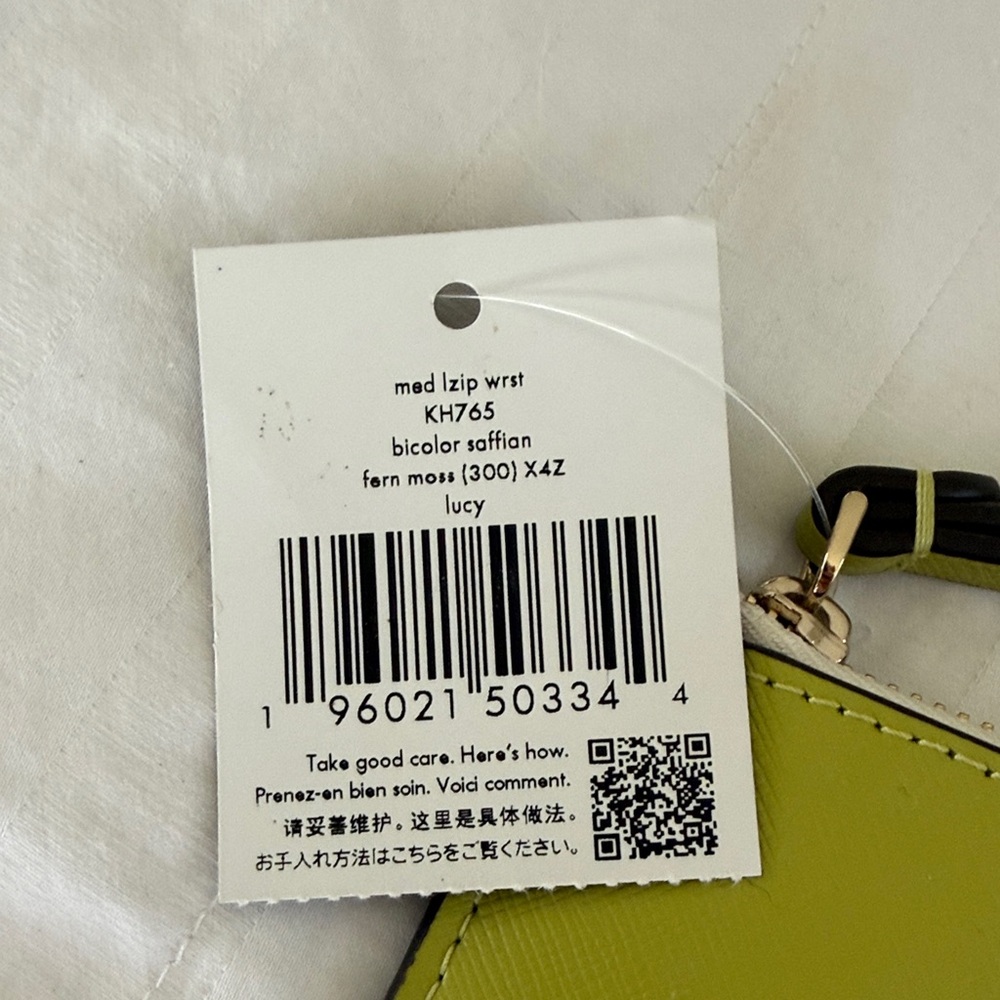 med lzip wrst
KH765
bicolor saffian
fern moss (300) X4Z
lucy
1 96021 50334 4
Take good care. Here's how.
Prenez-en bien soin. Voici comment.
请妥善维护。这里是具体做法。
お手入れ方法はこちらをご覧ください。